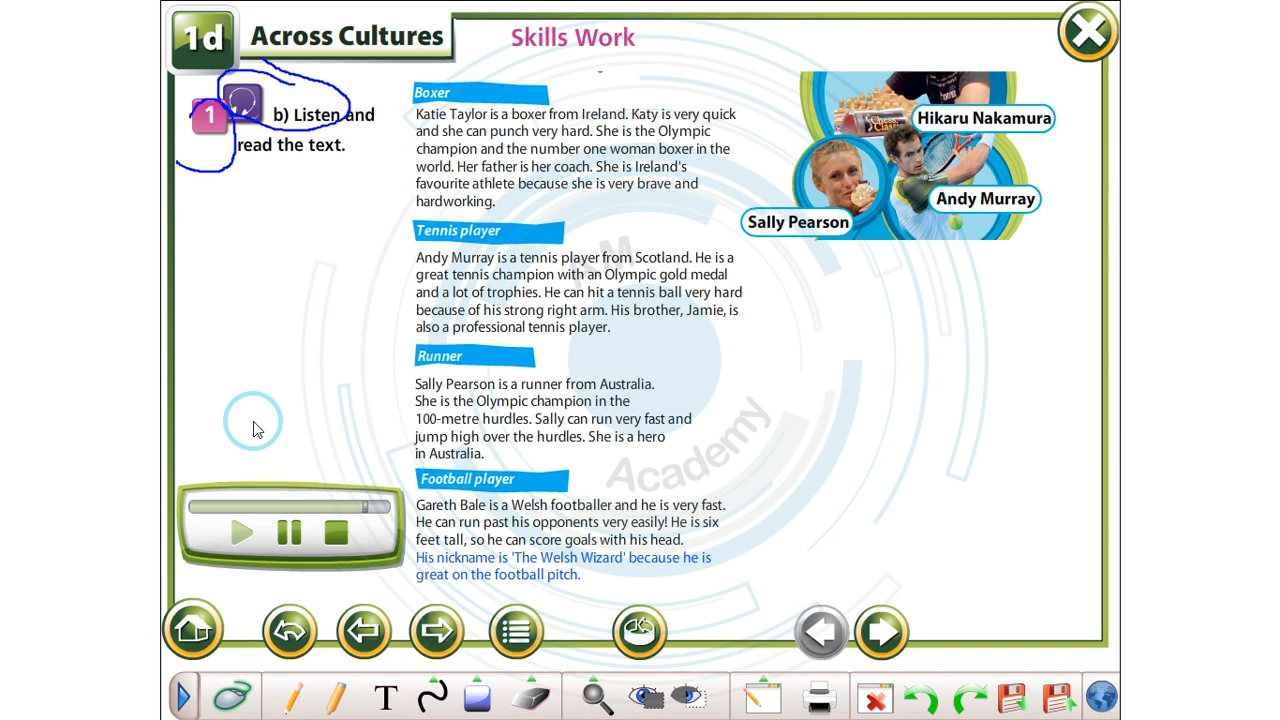 1d Across Cultures Skills Work
1 b) Listen and
read the text.
Boxer
Katie Taylor is a boxer from Ireland. Katy is very quick
and she can punch very hard. She is the Olympic
champion and the number one woman boxer in the
world. Her father is her coach. She is Ireland's
favourite athlete because she is very brave and
hardworking.
Tennis player
Andy Murray is a tennis player from Scotland. He is a
great tennis champion with an Olympic gold medal
and a lot of trophies. He can hit a tennis ball very hard
because of his strong right arm. His brother, Jamie, is
also a professional tennis player.
Runner
Sally Pearson is a runner from Australia.
She is the Olympic champion in the
100-metre hurdles. Sally can run very fast and
jump high over the hurdles. She is a hero
in Australia.
Football player
Gareth Bale is a Welsh footballer and he is very fast.
He can run past his opponents very easily! He is six
feet tall, so he can score goals with his head.
His nickname is 'The Welsh Wizard' because he is
great on the football pitch.
Hikaru Nakamura
Andy Murray
Sally Pearson
Chess
Classic
AM
Academy
T